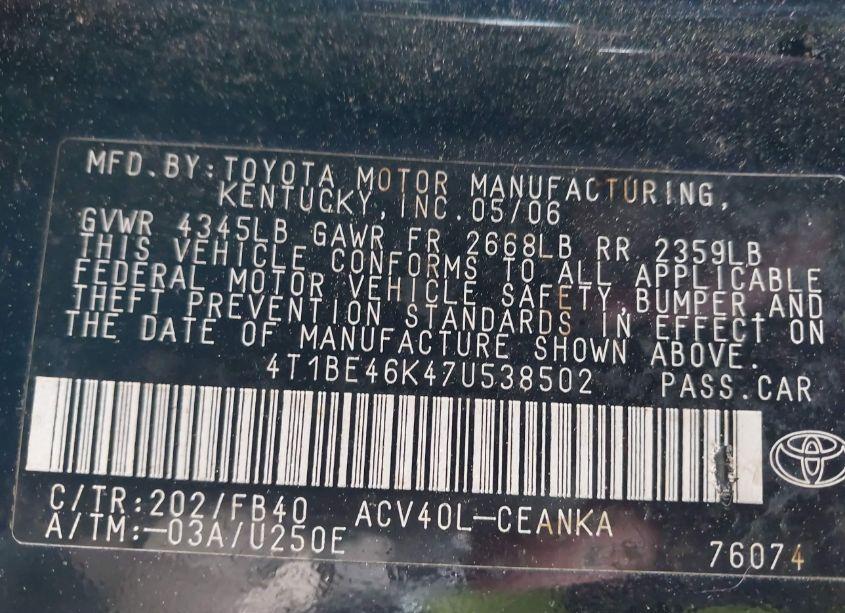 MFD.BY:TOYOTA MOTOR MANUFACTURING,
KENTUCKY,INC.05/06
GVWR 4345LB GAWR FR 2668LB RR 2359LB
THIS VEHICLE CONFORMS TO ALL APPLICABLE
FEDERAL MOTOR VEHICLE SAFETY,BUMPER,AND
THEFT PREVENTION STANDARDS IN EFFECT ON
THE DATE OF MANUFACTURE SHOWN ABOVE.
4T1BE46K47U538502 PASS.CAR
C/TR:202/FB40 ACV40L-CEANKA
A/TM:-03A/U250E
76074